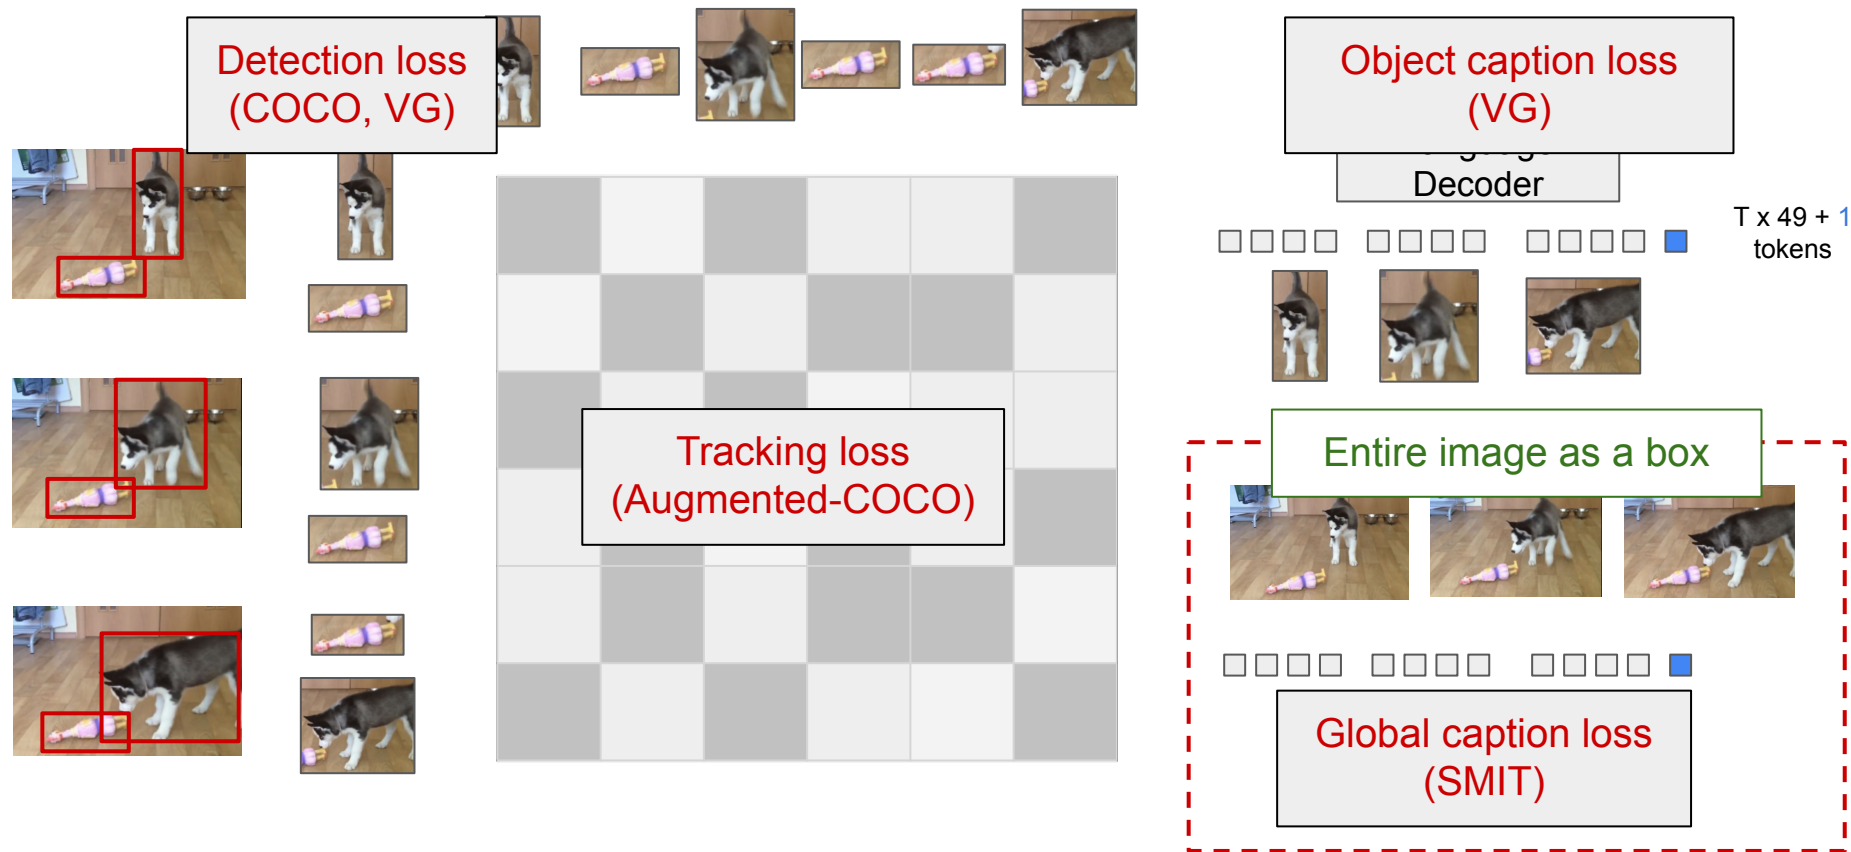 Detection loss
(COCO, VG)
Object caption loss
(VG)
Decoder
T x 49 + 1
tokens
Tracking loss
(Augmented-COCO)
Entire image as a box
Global caption loss
(SMIT)